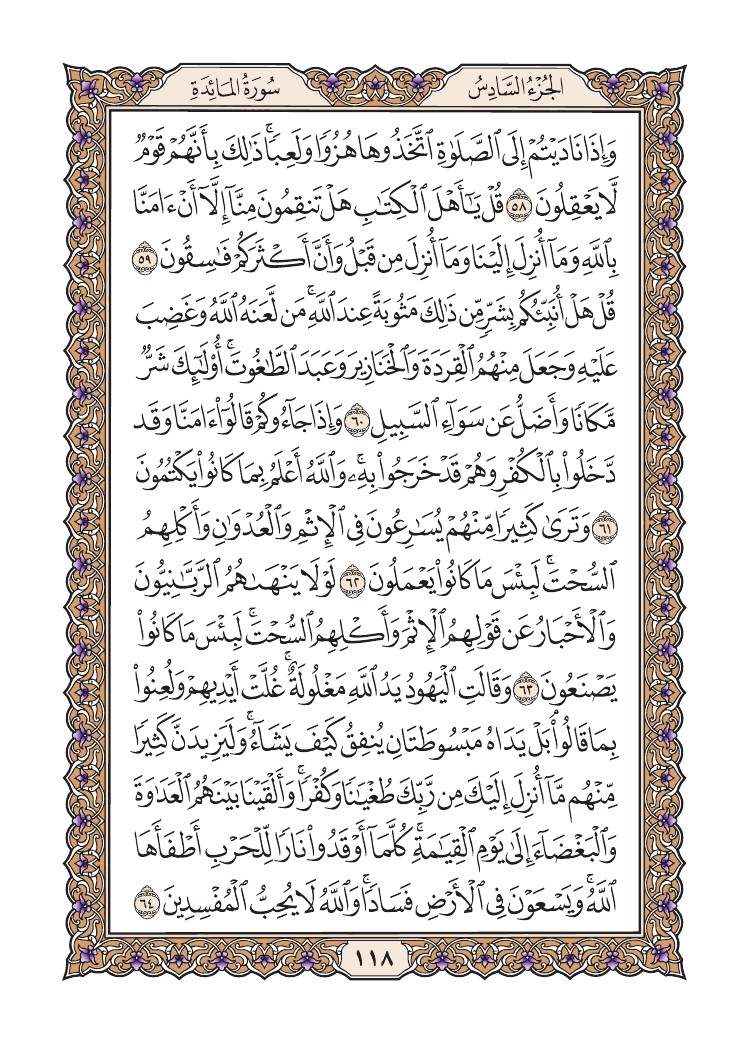 الجُزْءُ السَّادِسُ
سُورَةُ المَائِدَةِ
وَإِذَا نَادَيْتُمْ إِلَى ٱلصَّلَوٰةِ ٱتَّخَذُوهَا هُزُوًا وَلَعِبًاۚ ذَٰلِكَ بِأَنَّهُمْ قَوْمٌ
لَّا يَعْقِلُونَ ٥٨ قُلْ يَـٰٓأَهْلَ ٱلْكِتَـٰبِ هَلْ تَنقِمُونَ مِنَّآ إِلَّآ أَنْ ءَامَنَّا
بِٱللَّهِ وَمَآ أُنزِلَ إِلَيْنَا وَمَآ أُنزِلَ مِن قَبْلُ وَأَنَّ أَكْثَرَكُمْ فَـٰسِقُونَ ٥٩
قُلْ هَلْ أُنَبِّئُكُم بِشَرٍّ مِّن ذَٰلِكَ مَثُوبَةً عِندَ ٱللَّهِۚ مَن لَّعَنَهُ ٱللَّهُ وَغَضِبَ
عَلَيْهِ وَجَعَلَ مِنْهُمُ ٱلْقِرَدَةَ وَٱلْخَنَازِيرَ وَعَبَدَ ٱلطَّـٰغُوتَۚ أُو۟لَـٰٓئِكَ شَرٌّ
مَّكَانًا وَأَضَلُّ عَن سَوَآءِ ٱلسَّبِيلِ ٦٠ وَإِذَا جَآءُوكُمْ قَالُوٓا۟ ءَامَنَّا وَقَد
دَّخَلُوا۟ بِٱلْكُفْرِ وَهُمْ قَدْ خَرَجُوا۟ بِهِۦۚ وَٱللَّهُ أَعْلَمُ بِمَا كَانُوا۟ يَكْتُمُونَ
٦١ وَتَرَىٰ كَثِيرًا مِّنْهُمْ يُسَـٰرِعُونَ فِى ٱلْإِثْمِ وَٱلْعُدْوَٰنِ وَأَكْلِهِمُ
ٱلسُّحْتَۚ لَبِئْسَ مَا كَانُوا۟ يَعْمَلُونَ ٦٢ لَوْلَا يَنْهَىٰهُمُ ٱلرَّبَّـٰنِيُّونَ
وَٱلْأَحْبَارُ عَن قَوْلِهِمُ ٱلْإِثْمَ وَأَكْلِهِمُ ٱلسُّحْتَۚ لَبِئْسَ مَا كَانُوا۟
يَصْنَعُونَ ٦٣ وَقَالَتِ ٱلْيَهُودُ يَدُ ٱللَّهِ مَغْلُولَةٌۚ غُلَّتْ أَيْدِيهِمْ وَلُعِنُوا۟
بِمَا قَالُوا۟ۘ بَلْ يَدَاهُ مَبْسُوطَتَانِ يُنفِقُ كَيْفَ يَشَآءُۚ وَلَيَزِيدَنَّ كَثِيرًا
مِّنْهُم مَّآ أُنزِلَ إِلَيْكَ مِن رَّبِّكَ طُغْيَـٰنًا وَكُفْرًاۚ وَأَلْقَيْنَا بَيْنَهُمُ ٱلْعَدَٰوَةَ
وَٱلْبَغْضَآءَ إِلَىٰ يَوْمِ ٱلْقِيَـٰمَةِۚ كُلَّمَآ أَوْقَدُوا۟ نَارًا لِّلْحَرْبِ أَطْفَأَهَا
ٱللَّهُۚ وَيَسْعَوْنَ فِى ٱلْأَرْضِ فَسَادًاۚ وَٱللَّهُ لَا يُحِبُّ ٱلْمُفْسِدِينَ ٦٤
١١٨